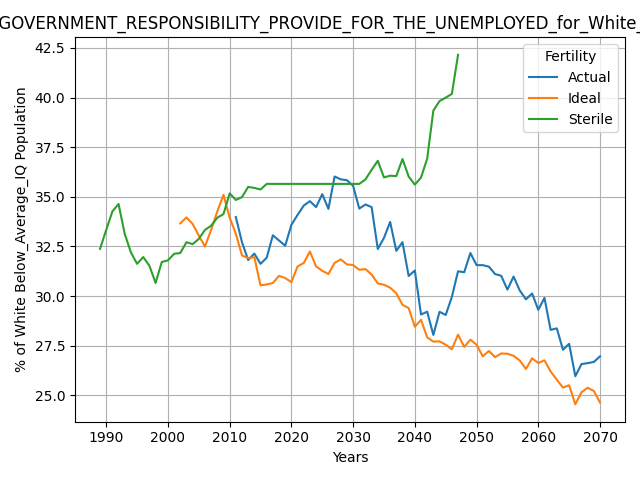 GOVERNMENT_RESPONSIBILITY_PROVIDE_FOR_THE_UNEMPLOYED_for_White_
Fertility
Actual
Ideal
Sterile
% of White Below_Average_IQ Population
42.5
40.0
37.5
35.0
32.5
30.0
27.5
25.0
1990 2000 2010 2020 2030 2040 2050 2060 2070
Years